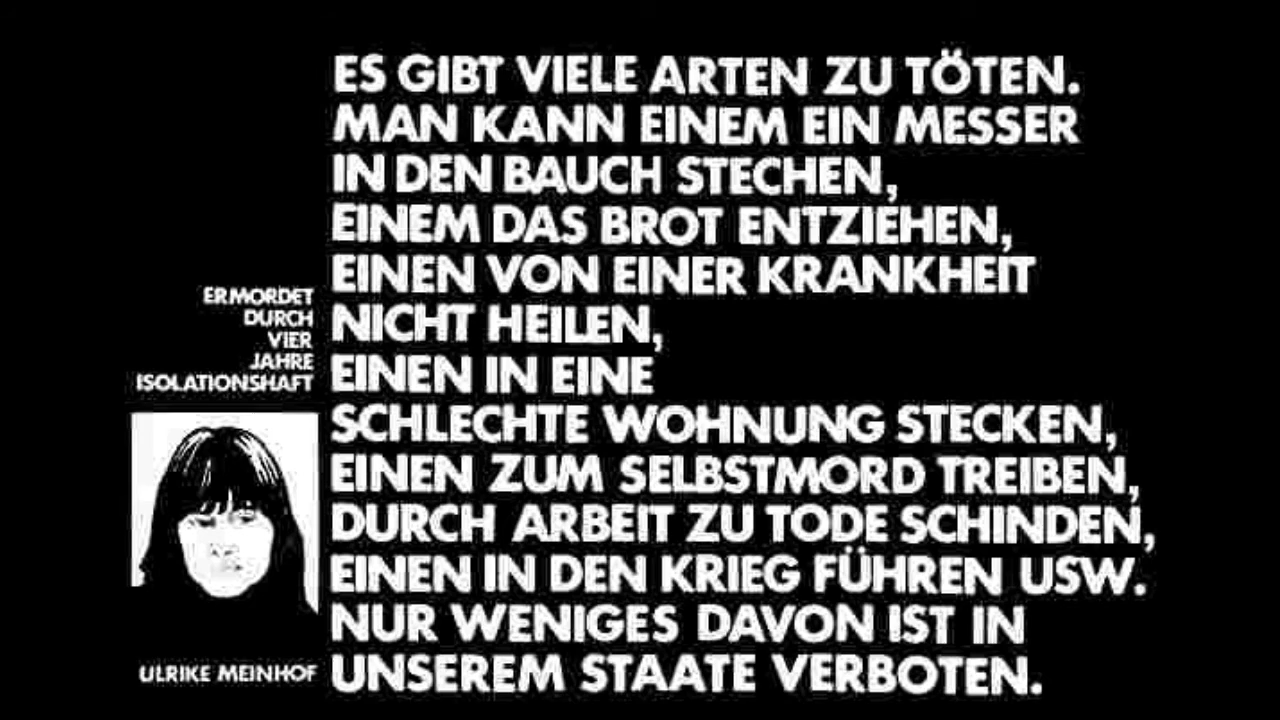 ES GIBT VIELE ARTEN ZU TÖTEN.
MAN KANN EINEM EIN MESSER
IN DEN BAUCH STECHEN,
EINEM DAS BROT ENTZIEHEN,
EINEN VON EINER KRANKHEIT
NICHT HEILEN,
EINEN IN EINE
SCHLECHTE WOHNUNG STECKEN,
EINEN ZUM SELBSTMORD TREIBEN,
DURCH ARBEIT ZU TODE SCHINDEN,
EINEN IN DEN KRIEG FÜHREN USW.
NUR WENIGES DAVON IST IN
UNSEREM STAATE VERBOTEN.
ERMORDET
DURCH
VIER
JAHRE
ISOLATIONSHAFT
ULRIKE MEINHOF